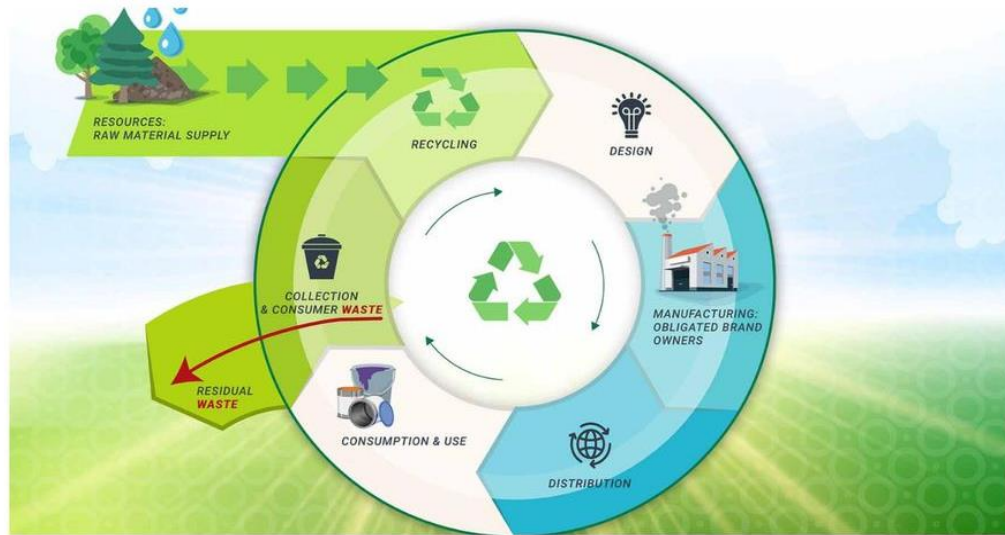 RESOURCES:
RAW MATERIAL SUPPLY
RECYCLING
DESIGN
MANUFACTURING:
OBLIGATED BRAND
OWNERS
DISTRIBUTION
CONSUMPTION & USE
COLLECTION
& CONSUMER WASTE
RESIDUAL
WASTE